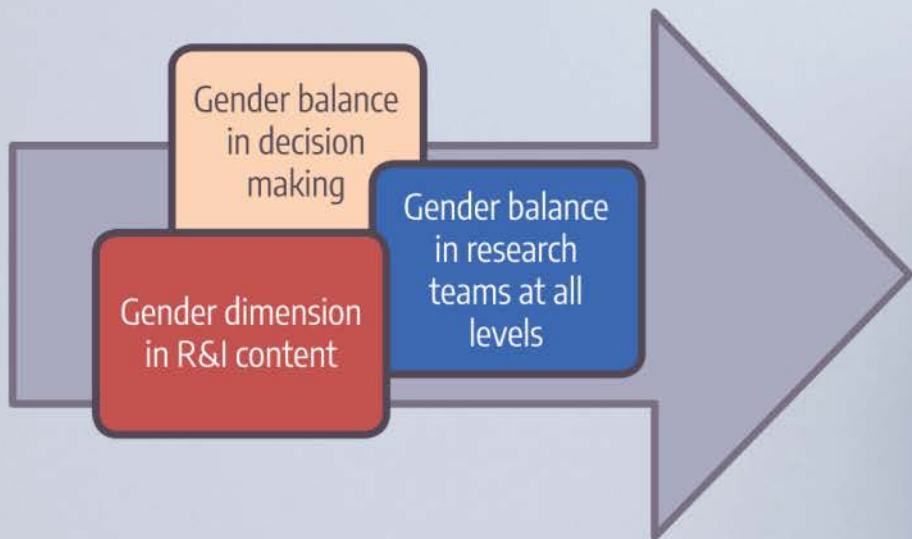 Gender balance
in decision
making
Gender balance
in research
teams at all
levels
Gender dimension
in R&I content